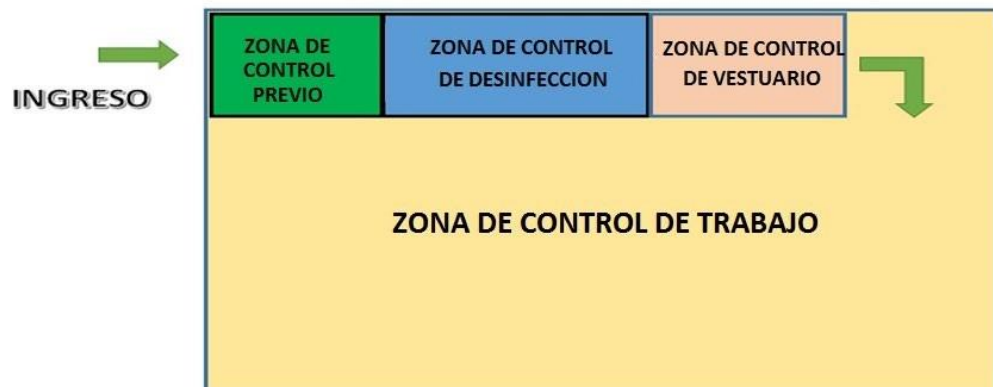 INGRESO
ZONA DE
CONTROL
PREVIO
ZONA DE CONTROL
DE DESINFECCION
ZONA DE CONTROL
DE VESTUARIO
ZONA DE CONTROL DE TRABAJO